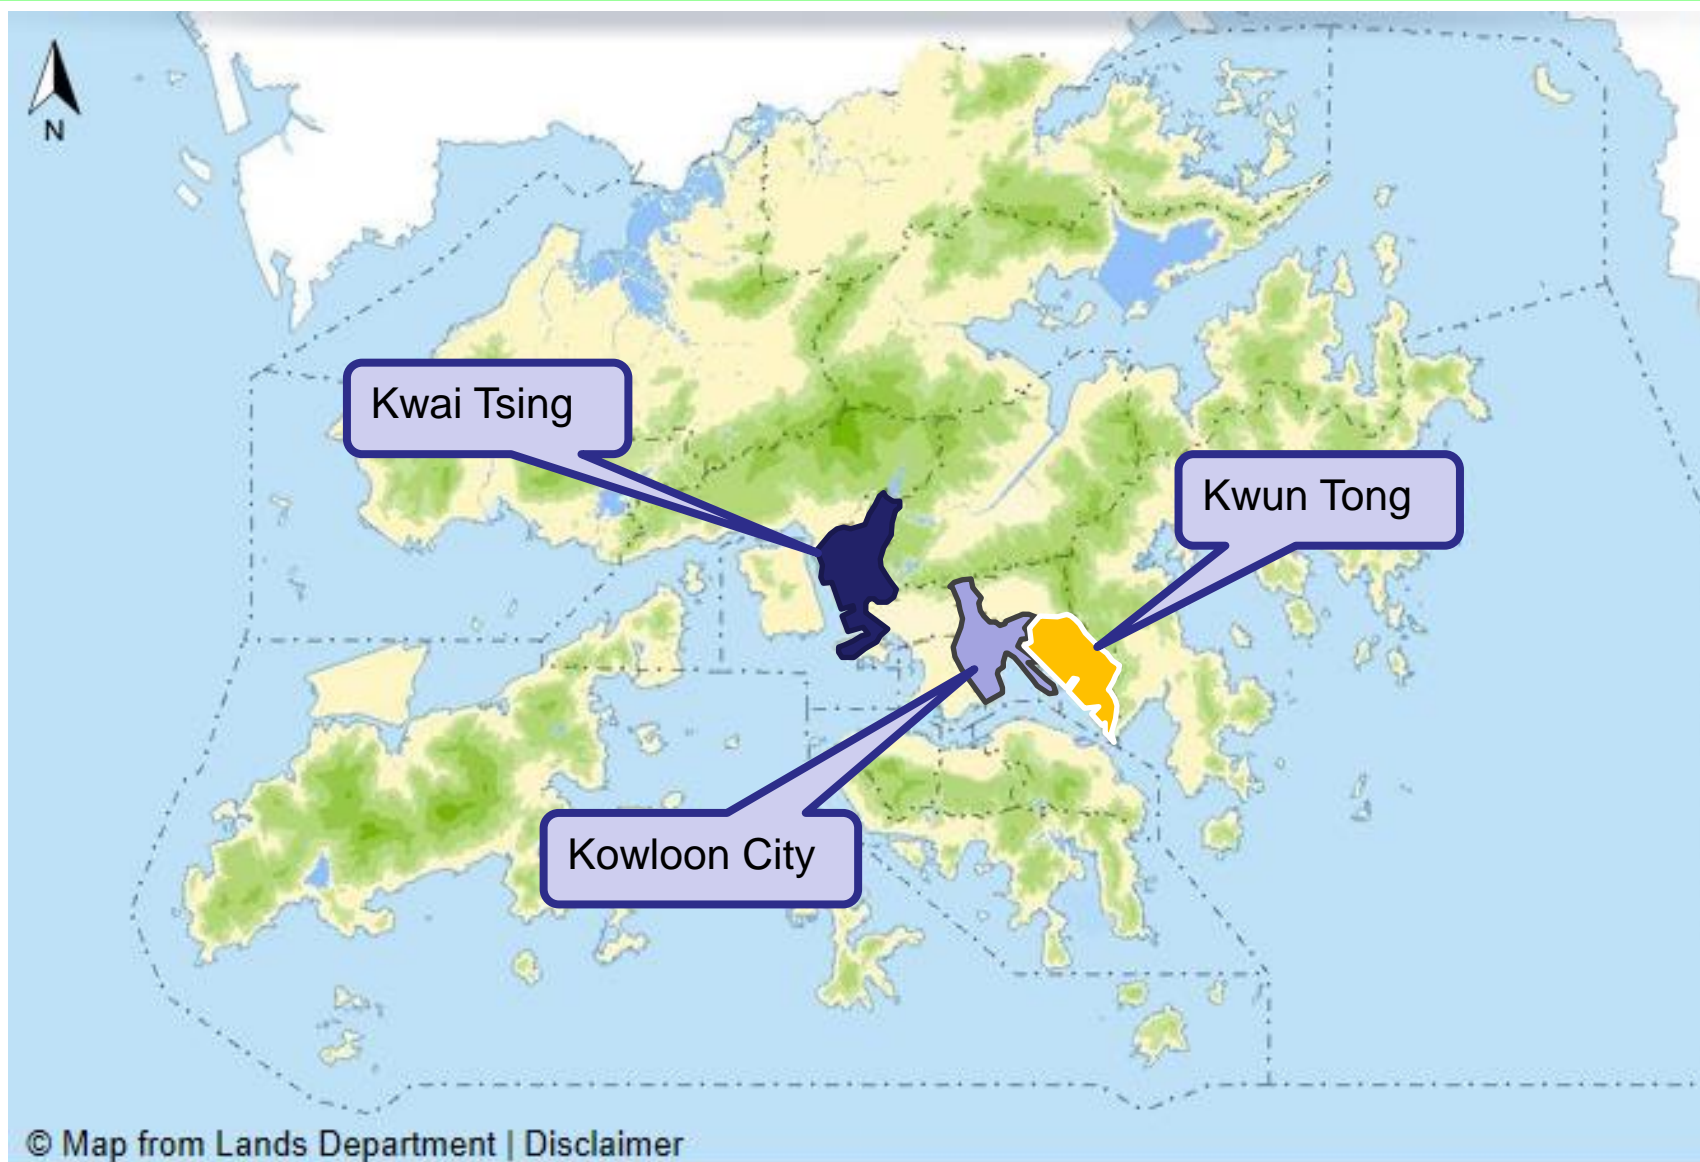 N
Kwai Tsing
Kwun Tong
Kowloon City
© Map from Lands Department | Disclaimer